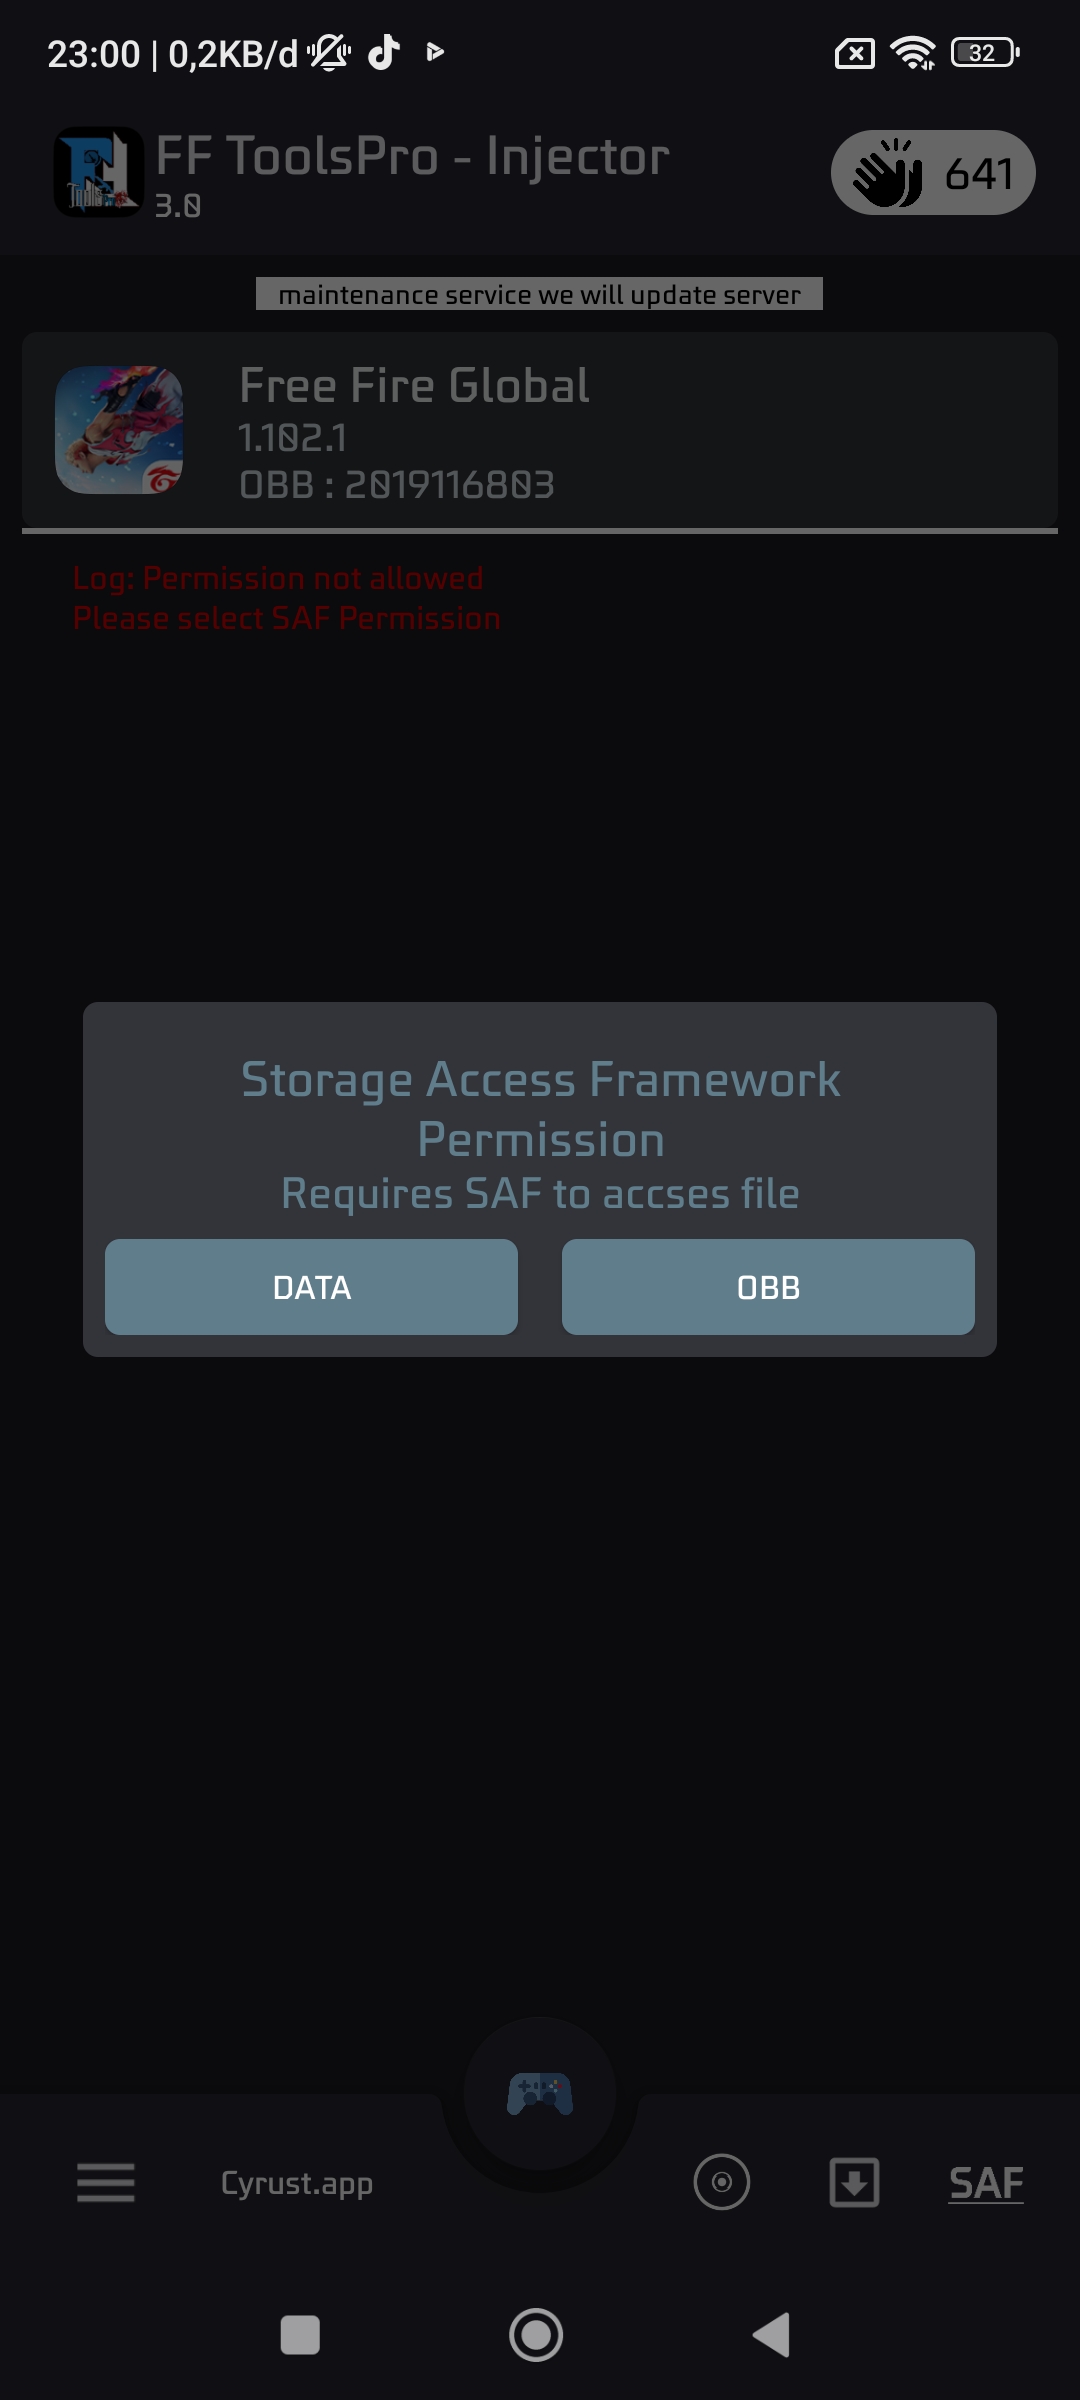 23:00 | 0,2KB/d
32
FF ToolsPro - Injector
3.0
641
maintenance service we will update server
Free Fire Global
1.102.1
OBB : 2019116803
Log: Permission not allowed
Please select SAF Permission
Storage Access Framework
Permission
Requires SAF to accses file
DATA
OBB
Cyrust.app
SAF